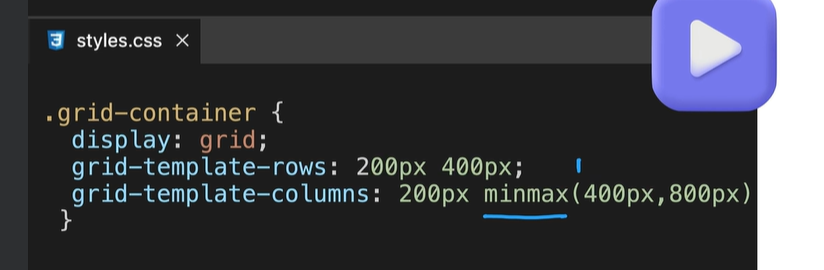 styles.css
.grid-container {
display: grid;
grid-template-rows: 200px 400px;
grid-template-columns: 200px minmax(400px,800px)
}